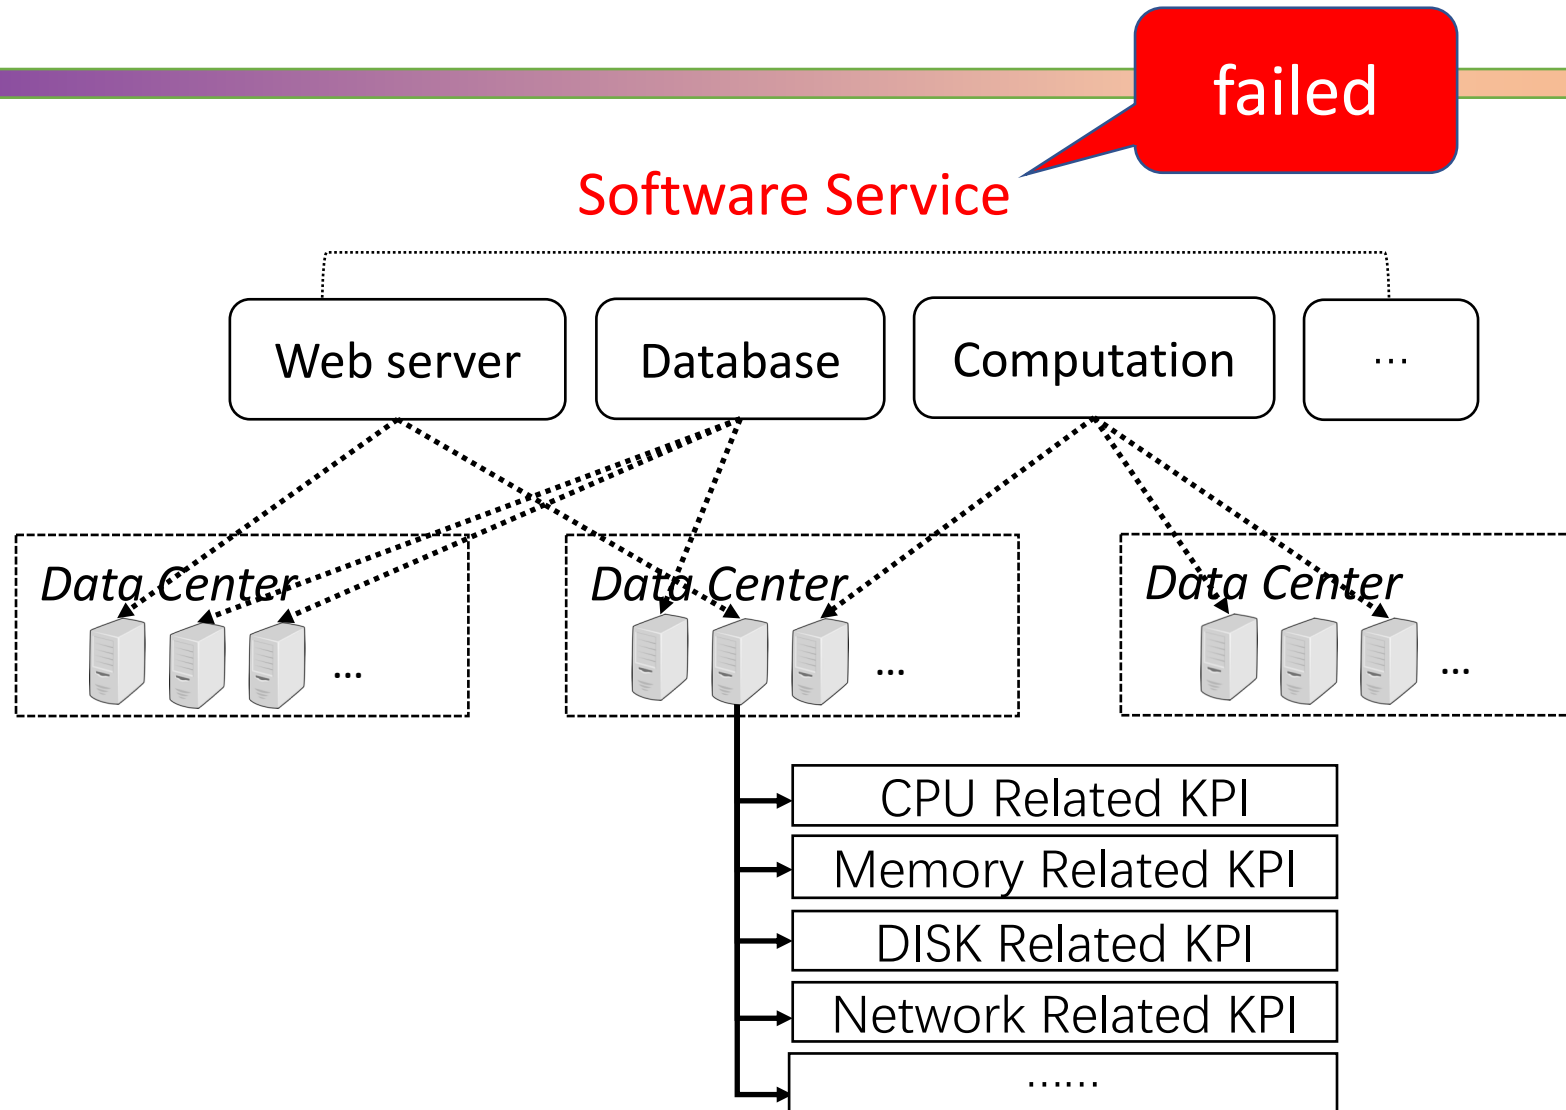 failed
Software Service
Web server
Database
Computation
...
Data Center
Data Center
Data Center
...
...
...
CPU Related KPI
Memory Related KPI
DISK Related KPI
Network Related KPI
......